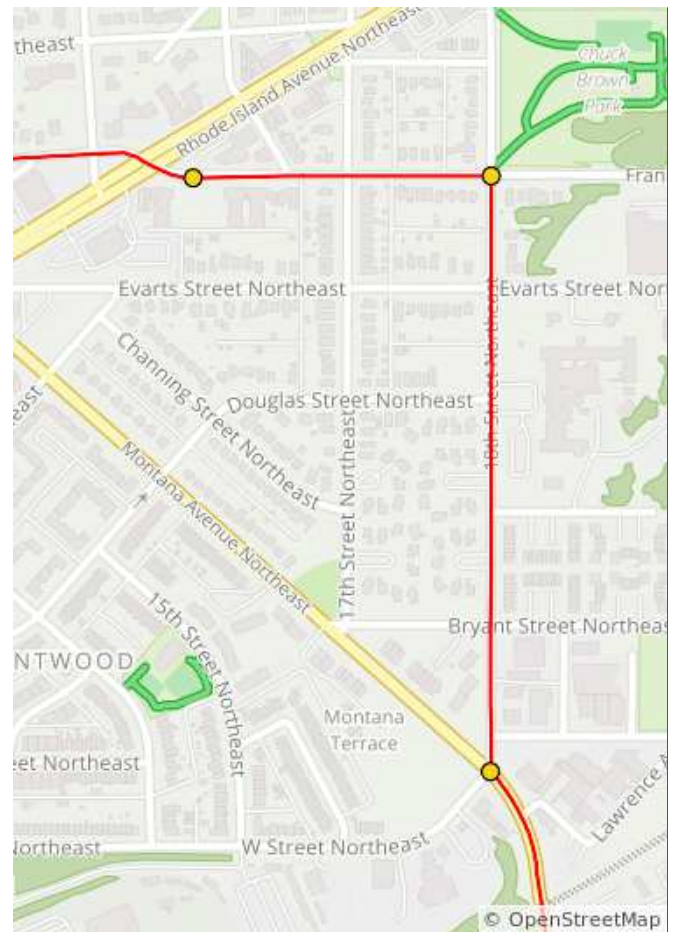 theast
Rhode Island Avenue Northeast
Chuck
Brown
Park
Fran
Evarts Street Northeast
Evarts Street Nor
18th Street Northeast
Channing Street Northeast
Douglas Street Northeast
east
Montana Avenue Northeast
17th Street Northeast
15th Street Northeast
Bryant Street Northeas
NTWOOD
Montana
Terrace
eet Northeast
Lawrence A
Northeast
W Street Northeast
© OpenStreetMap